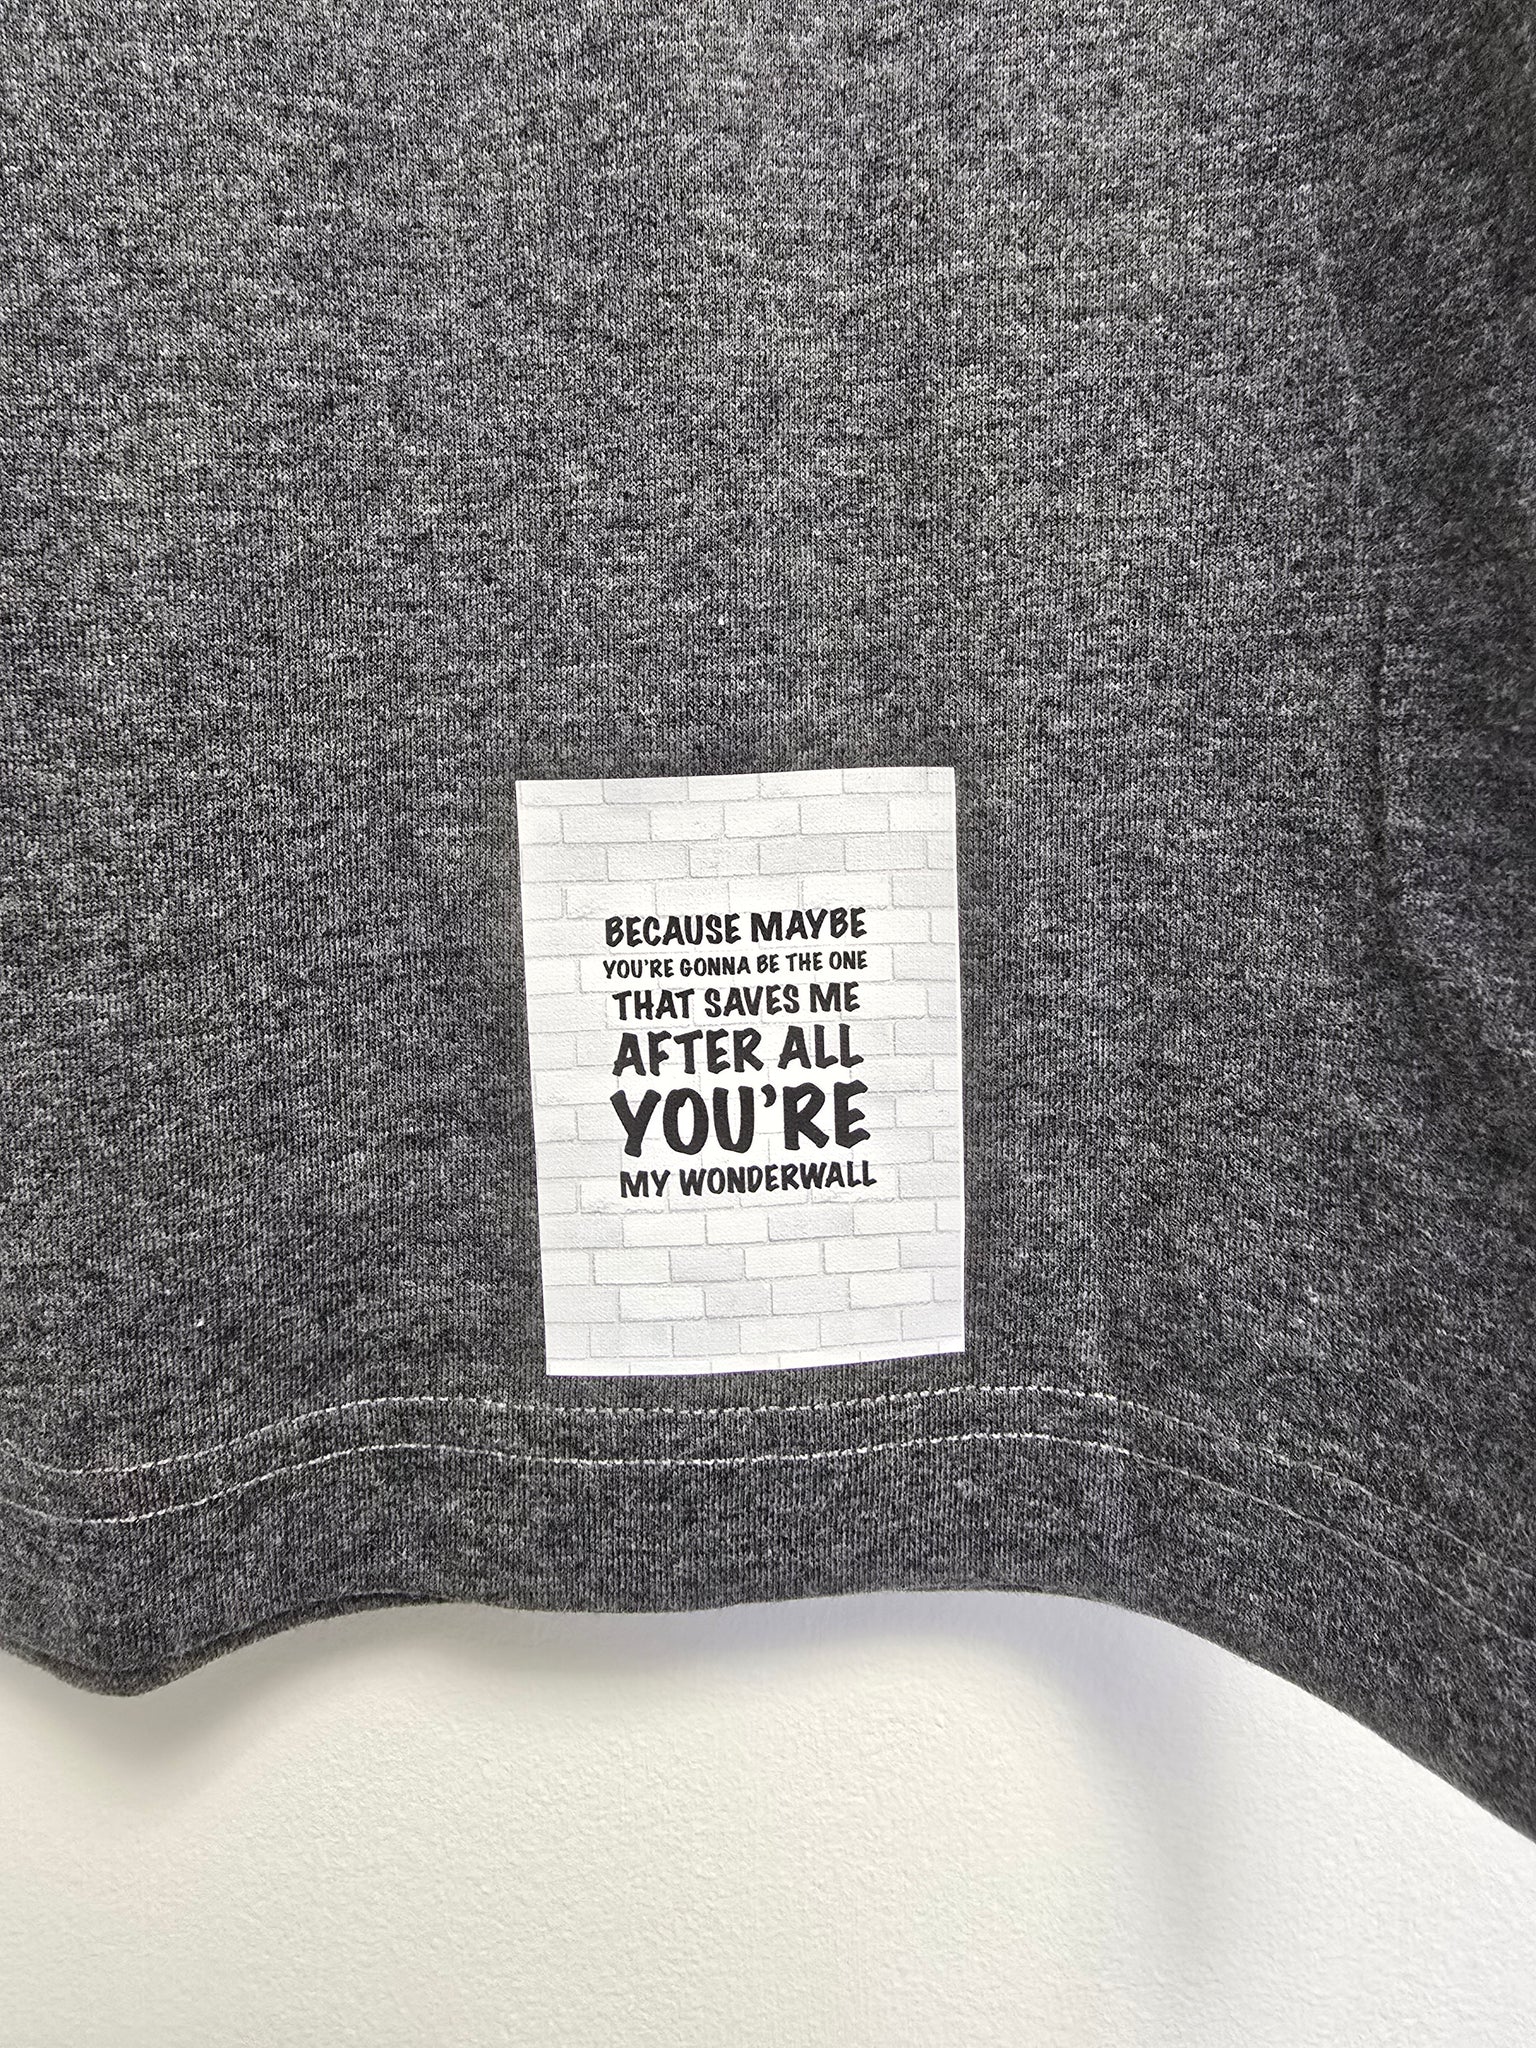 BECAUSE MAYBE
YOU'RE GONNA BE THE ONE
THAT SAVES ME
AFTER ALL
YOU'RE
MY WONDERWALL